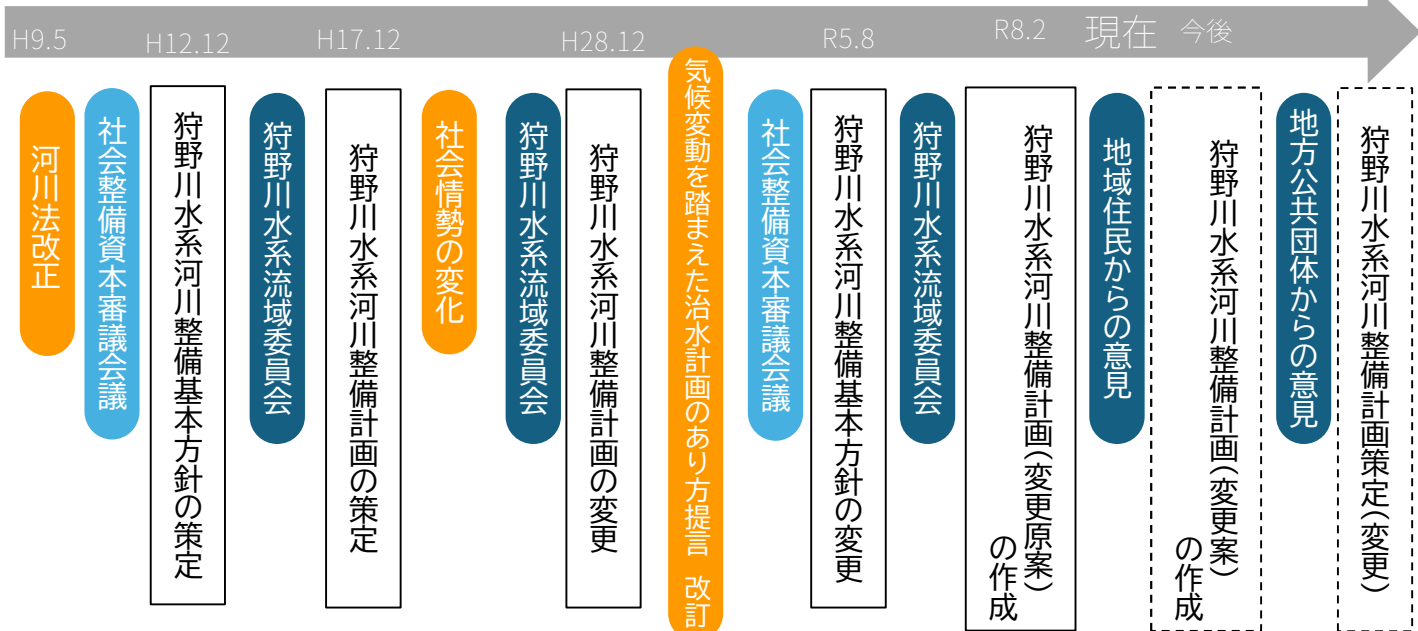 H9.5
H12.12
H17.12
H28.12
R5.8
R8.2
現在
今後
河川法改正
社会整備資本審議会議
狩野川水系河川整備基本方針の策定
狩野川水系流域委員会
狩野川水系河川整備計画の策定
社会情勢の変化
狩野川水系流域委員会
狩野川水系河川整備計画の変更
気候変動を踏まえた治水計画のあり方提言 改訂
社会整備資本審議会議
狩野川水系河川整備基本方針の変更
狩野川水系流域委員会
狩野川水系河川整備計画(変更原案)
の作成
地域住民からの意見
狩野川水系河川整備計画(変更案)
の作成
地方公共団体からの意見
狩野川水系河川整備計画策定(変更)